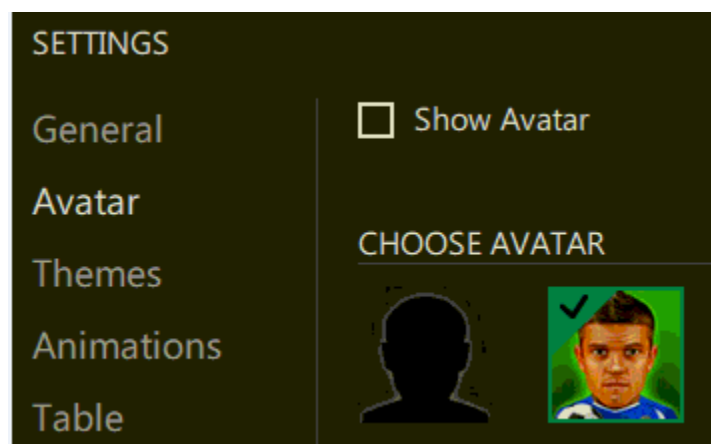 SETTINGS
General
Avatar
Themes
Animations
Table
Show Avatar
CHOOSE AVATAR